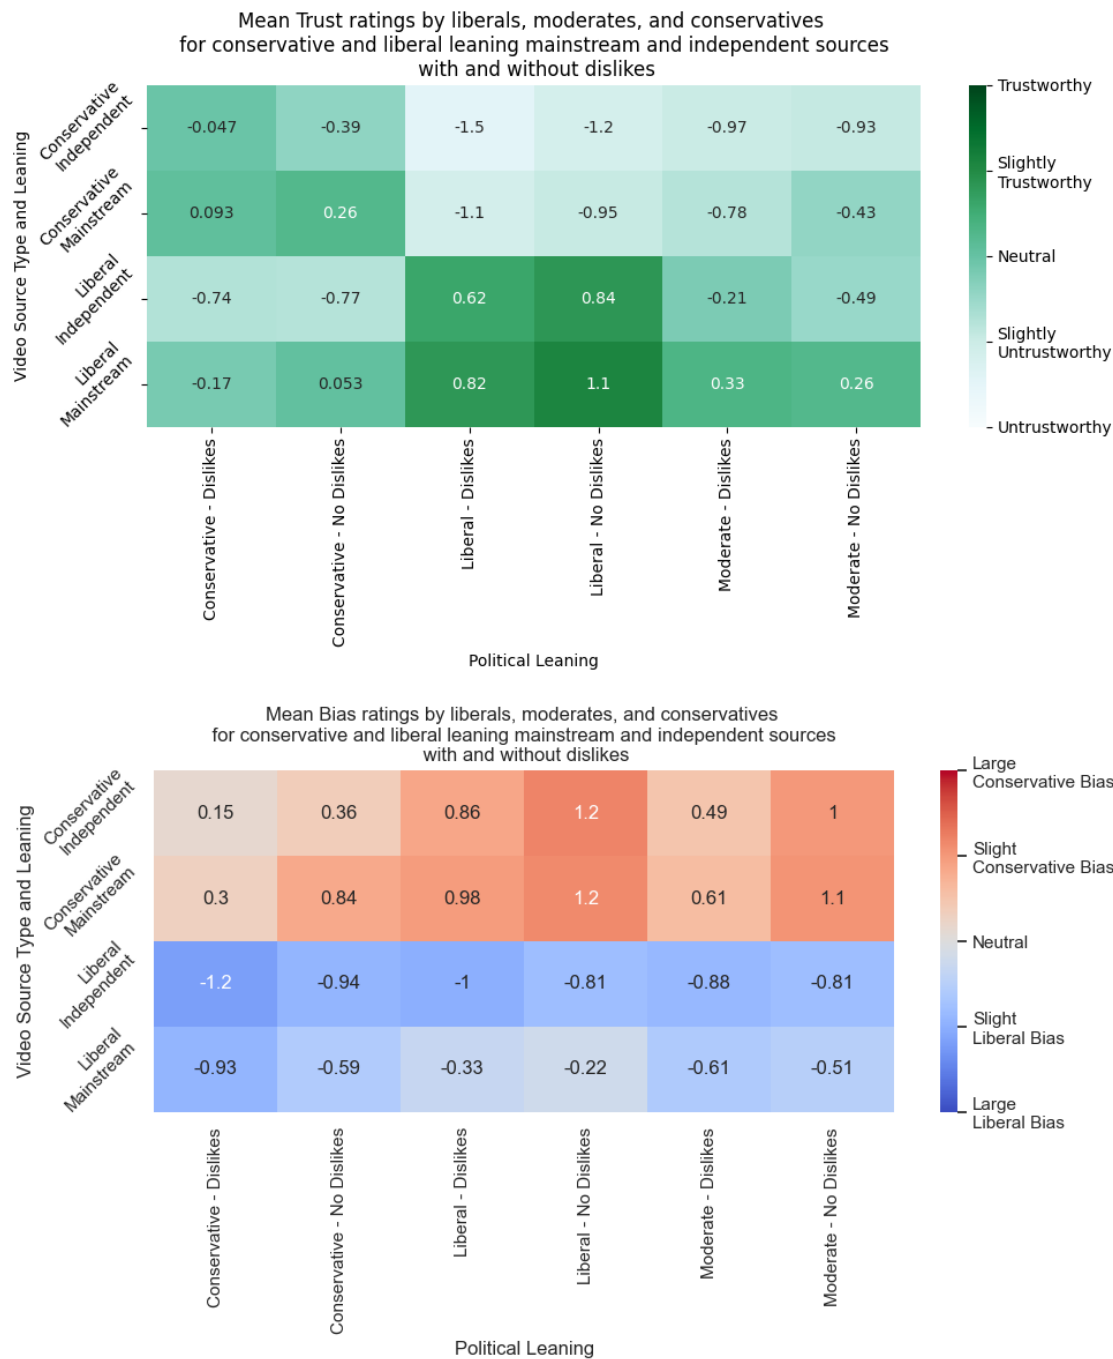 Mean Trust ratings by liberals, moderates, and conservatives
for conservative and liberal leaning mainstream and independent sources
with and without dislikes
Video Source Type and Leaning
Conservative
Independent
-0.047 -0.39 -1.5 -1.2 -0.97 -0.93
Conservative
Mainstream
0.093 0.26 -1.1 -0.95 -0.78 -0.43
Liberal
Independent
-0.74 -0.77 0.62 0.84 -0.21 -0.49
Liberal
Mainstream
-0.17 0.053 0.82 1.1 0.33 0.26
Trustworthy
Slightly
Trustworthy
Neutral
Slightly
Untrustworthy
Untrustworthy
Conservative - Dislikes
Conservative - No Dislikes
Liberal - Dislikes
Liberal - No Dislikes
Moderate - Dislikes
Moderate - No Dislikes
Political Leaning
Mean Bias ratings by liberals, moderates, and conservatives
for conservative and liberal leaning mainstream and independent sources
with and without dislikes
Video Source Type and Leaning
Conservative
Independent
0.15 0.36 0.86 1.2 0.49 1
Conservative
Mainstream
0.3 0.84 0.98 1.2 0.61 1.1
Liberal
Independent
-1.2 -0.94 -1 -0.81 -0.88 -0.81
Liberal
Mainstream
-0.93 -0.59 -0.33 -0.22 -0.61 -0.51
Large
Conservative Bias
Slight
Conservative Bias
Neutral
Slight
Liberal Bias
Large
Liberal Bias
Conservative - Dislikes
Conservative - No Dislikes
Liberal - Dislikes
Liberal - No Dislikes
Moderate - Dislikes
Moderate - No Dislikes
Political Leaning